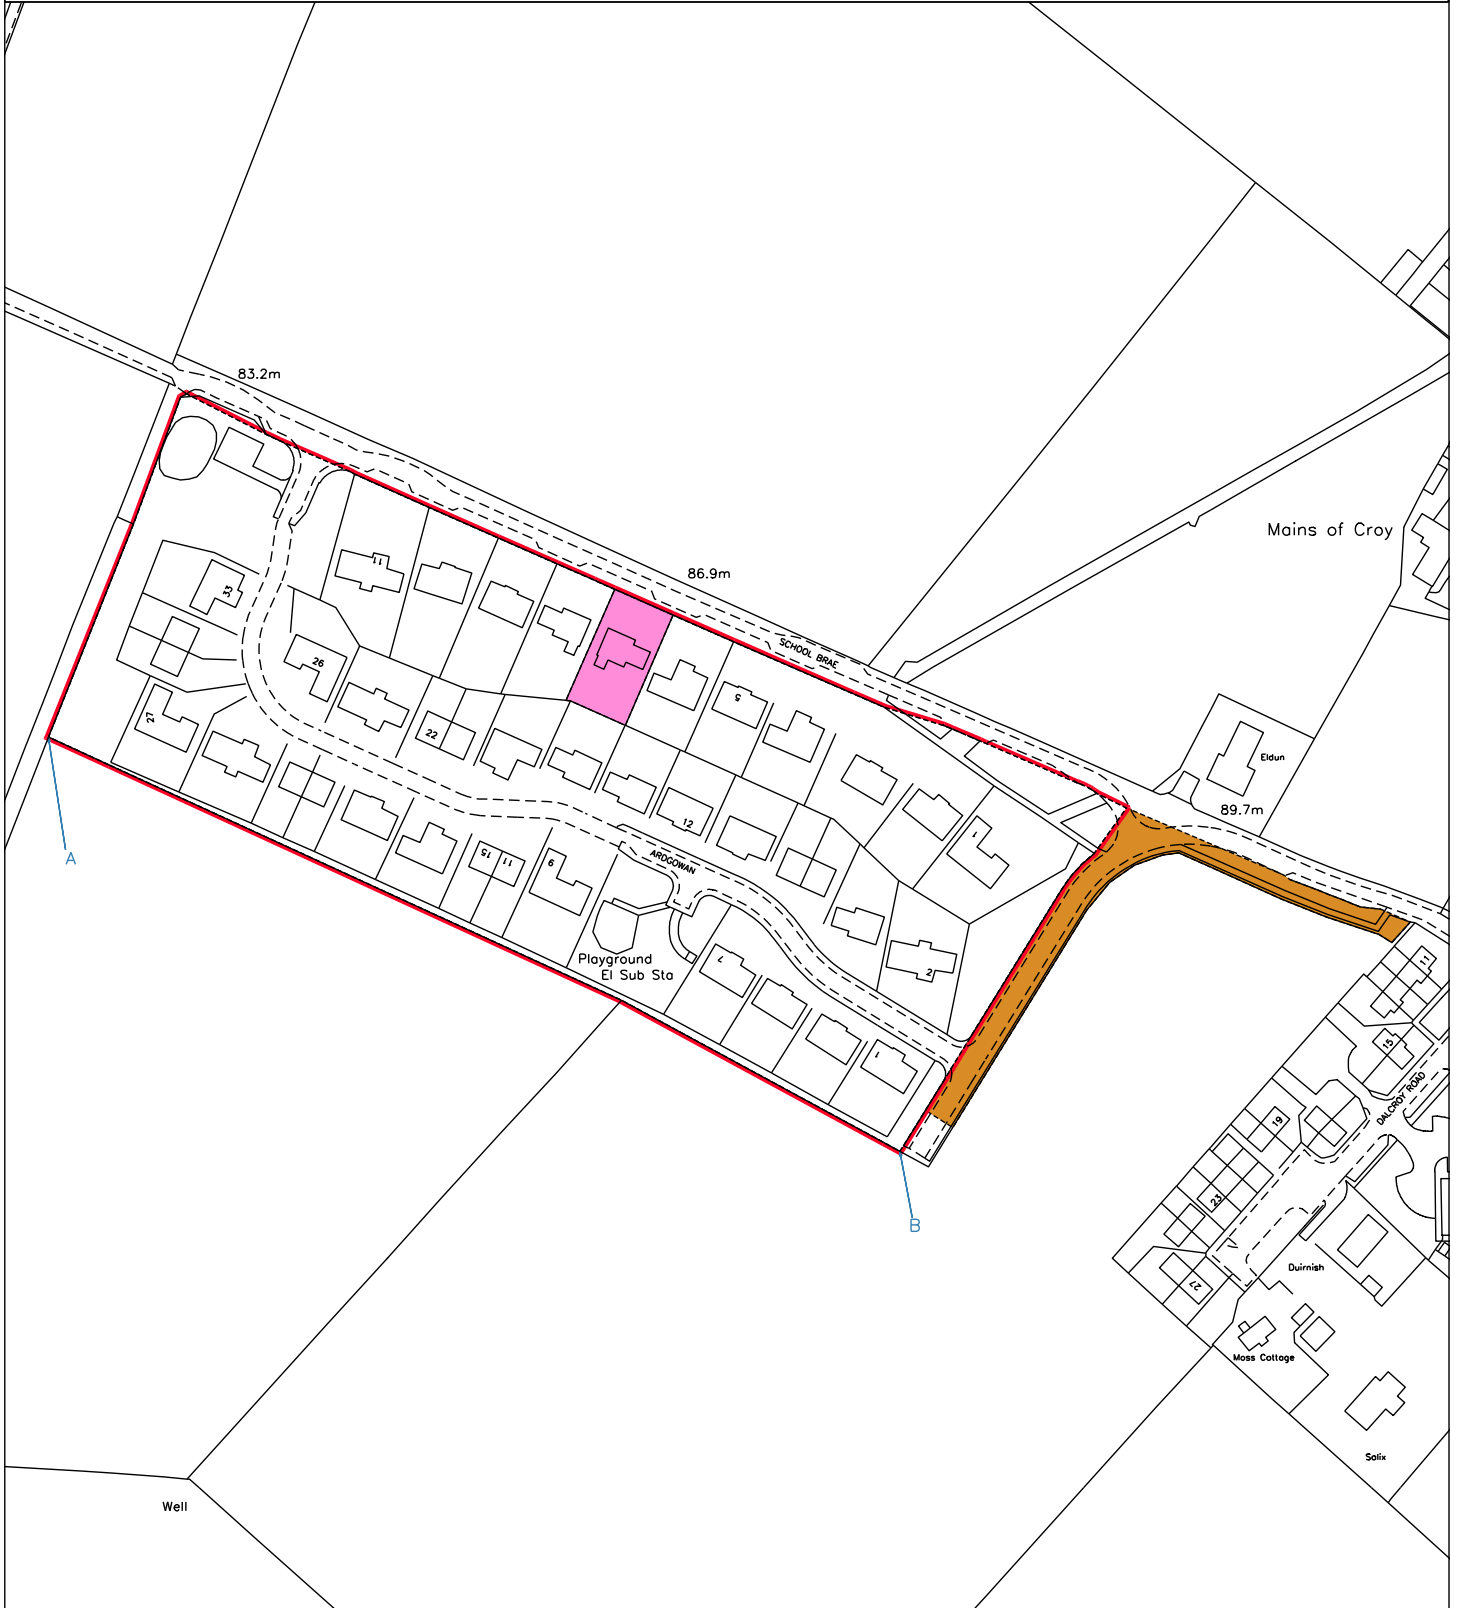 83.2m
Mains of Croy
86.9m
SCHOOL BRAE
11
33
26
5
27
22
Eldun
89.7m
12
1
A
15
11
9
ARDGOWAN
Playground
El Sub Sta
7
2
11
1
15
DALCROY ROAD
19
23
B
27
Duirnish
Moss Cottage
Salix
Well